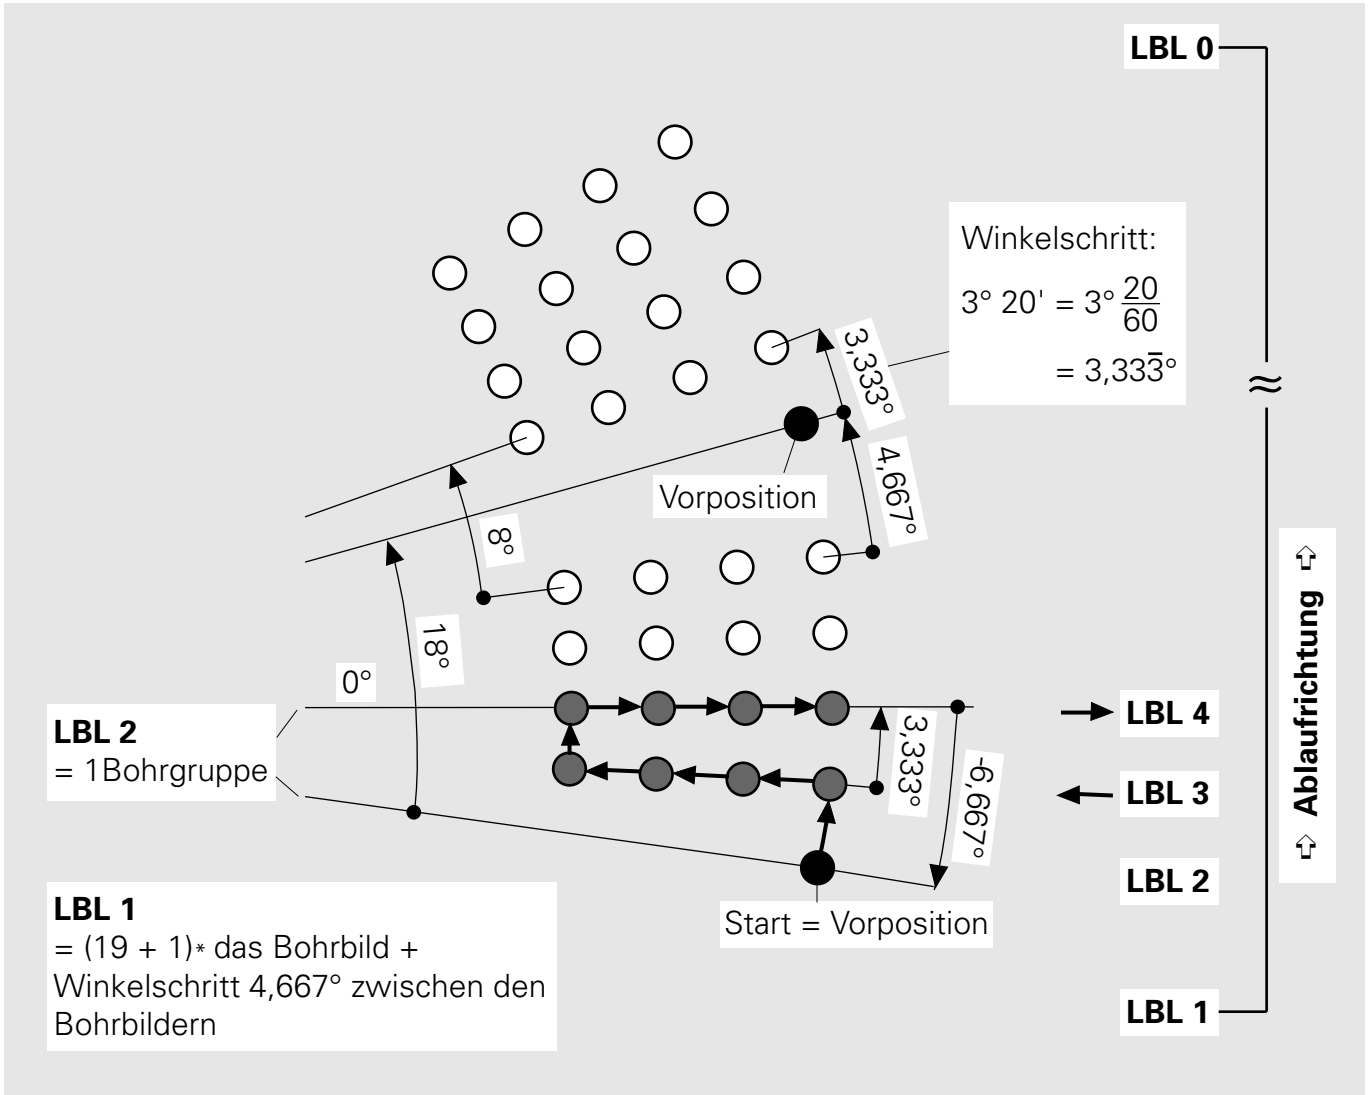 LBL 0
Winkelschritt:
3° 20' = 3° 20/60
= 3,333̅°
3,333°
4,667°
Vorposition
8°
18°
0°
LBL 2
= 1Bohrgruppe
3,333°
-6,667°
LBL 4
LBL 3
LBL 2
LBL 1
Ablaufrichtung
Start = Vorposition
LBL 1
= (19 + 1)* das Bohrbild +
Winkelschritt 4,667° zwischen den
Bohrbildern